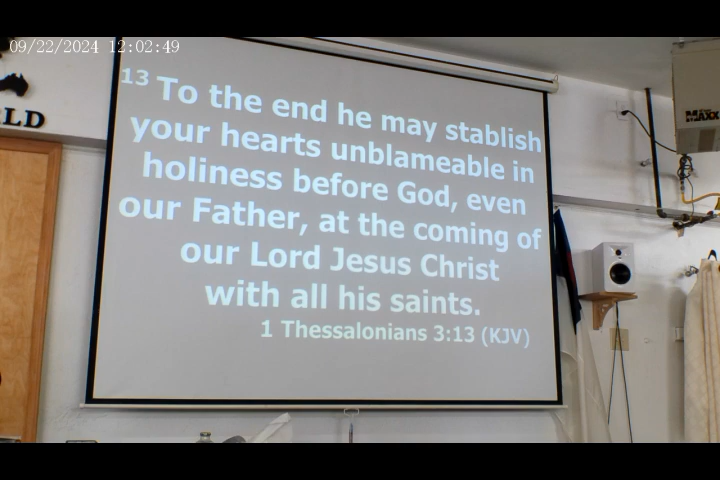 09/22/2024 12:02:49
LD
MAXX
13 To the end he may stablish
your hearts unblameable in
holiness before God, even
our Father, at the coming of
our Lord Jesus Christ
with all his saints.
1 Thessalonians 3:13 (KJV)